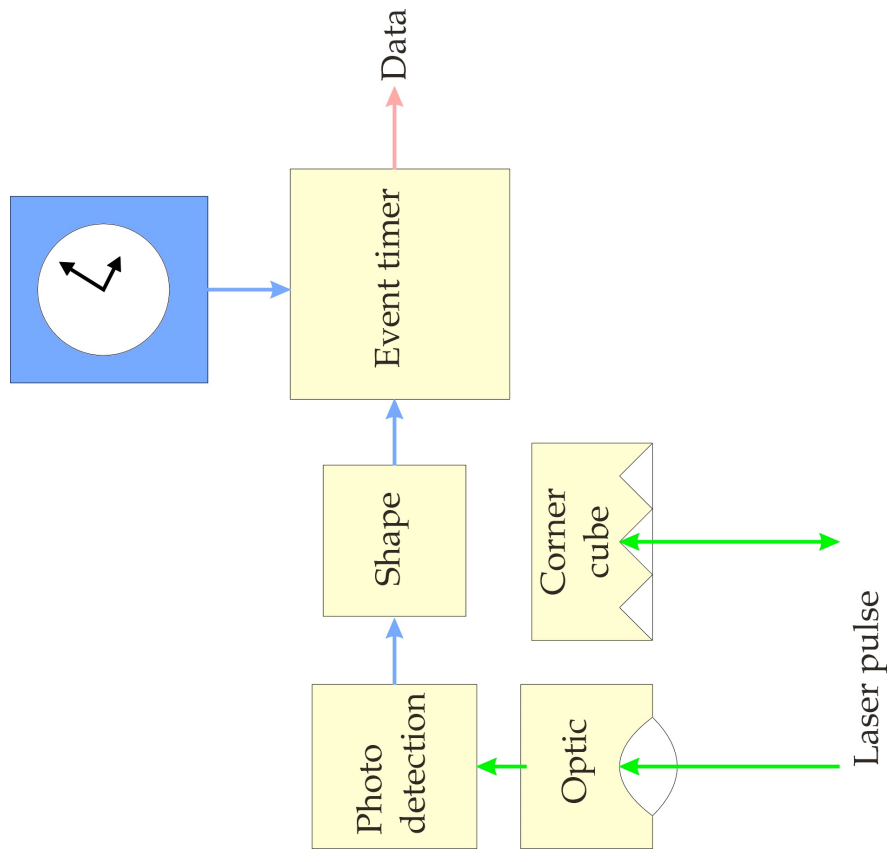 Photo
detection
Shape
Event timer
Data
Optic
Corner
cube
Laser pulse